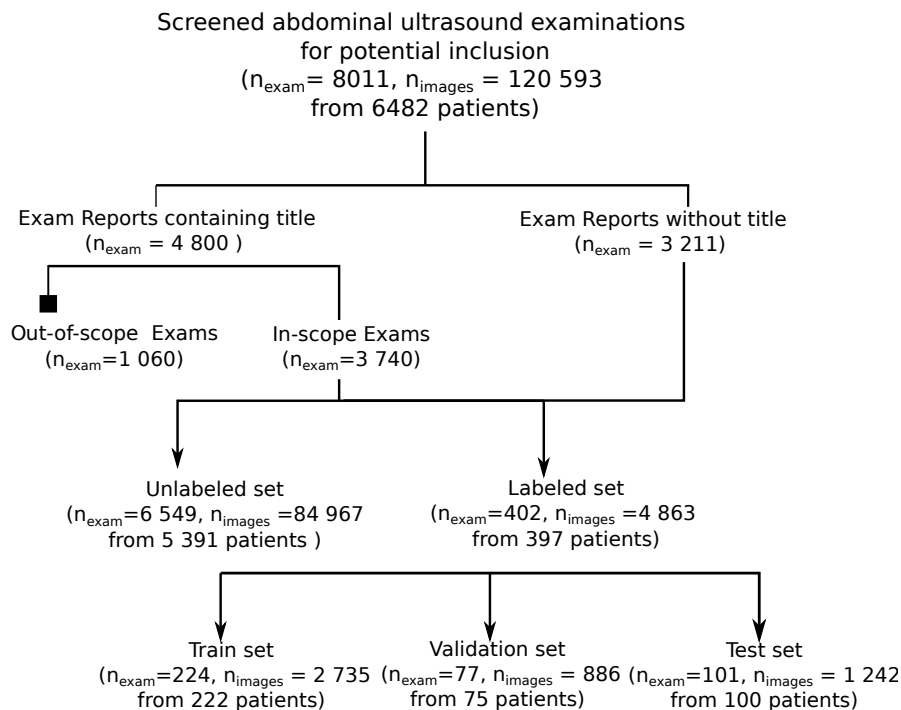 Screened abdominal ultrasound examinations
for potential inclusion
(nexam= 8011, nimages = 120 593
from 6482 patients)
Exam Reports containing title
(nexam = 4 800 )
Exam Reports without title
(nexam = 3 211)
Out-of-scope  Exams
(nexam=1 060)
In-scope Exams
(nexam=3 740)
Unlabeled set
(nexam=6 549, nimages =84 967
from 5 391 patients )
Labeled set
(nexam=402, nimages =4 863
from 397 patients)
Train set
(nexam=224, nimages = 2 735
from 222 patients)
Validation set
(nexam=77, nimages = 886
from 75 patients)
Test set
(nexam=101, nimages = 1 242
from 100 patients)